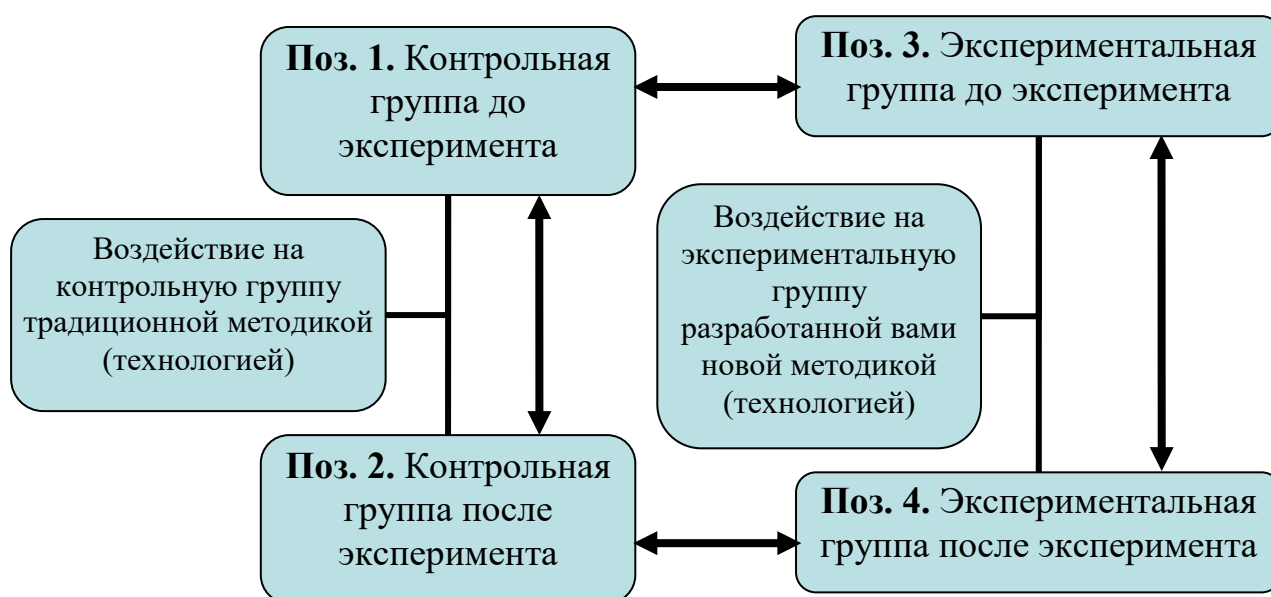 Поз. 1. Контрольная
группа до
эксперимента
Поз. 3. Экспериментальная
группа до эксперимента
Воздействие на
контрольную группу
традиционной методикой
(технологией)
Воздействие на
экспериментальную
группу
разработанной вами
новой методикой
(технологией)
Поз. 2. Контрольная
группа после
эксперимента
Поз. 4. Экспериментальная
группа после эксперимента